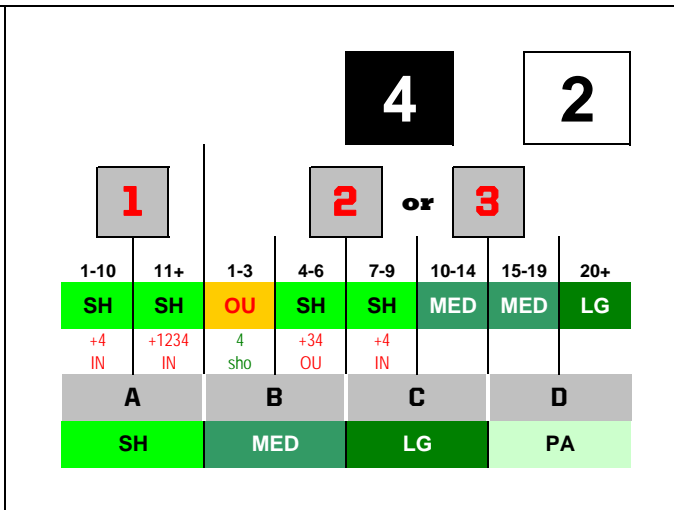 4 2
1 2 or 3
1-10 11+ 1-3 4-6 7-9 10-14 15-19 20+
SH SH OU SH SH MED MED LG
+4 +1234 4 +34 +4
IN IN sho OU IN
A B C D
SH MED LG PA